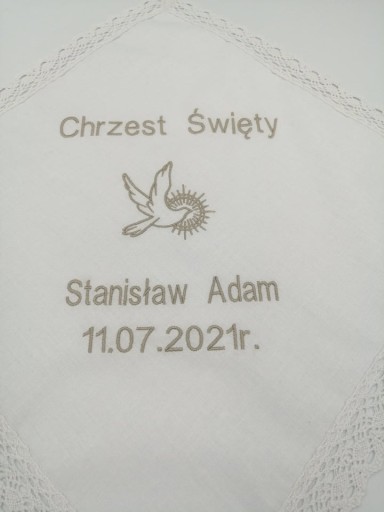 Chrzest Święty
Stanisław Adam
11.07.2021r.